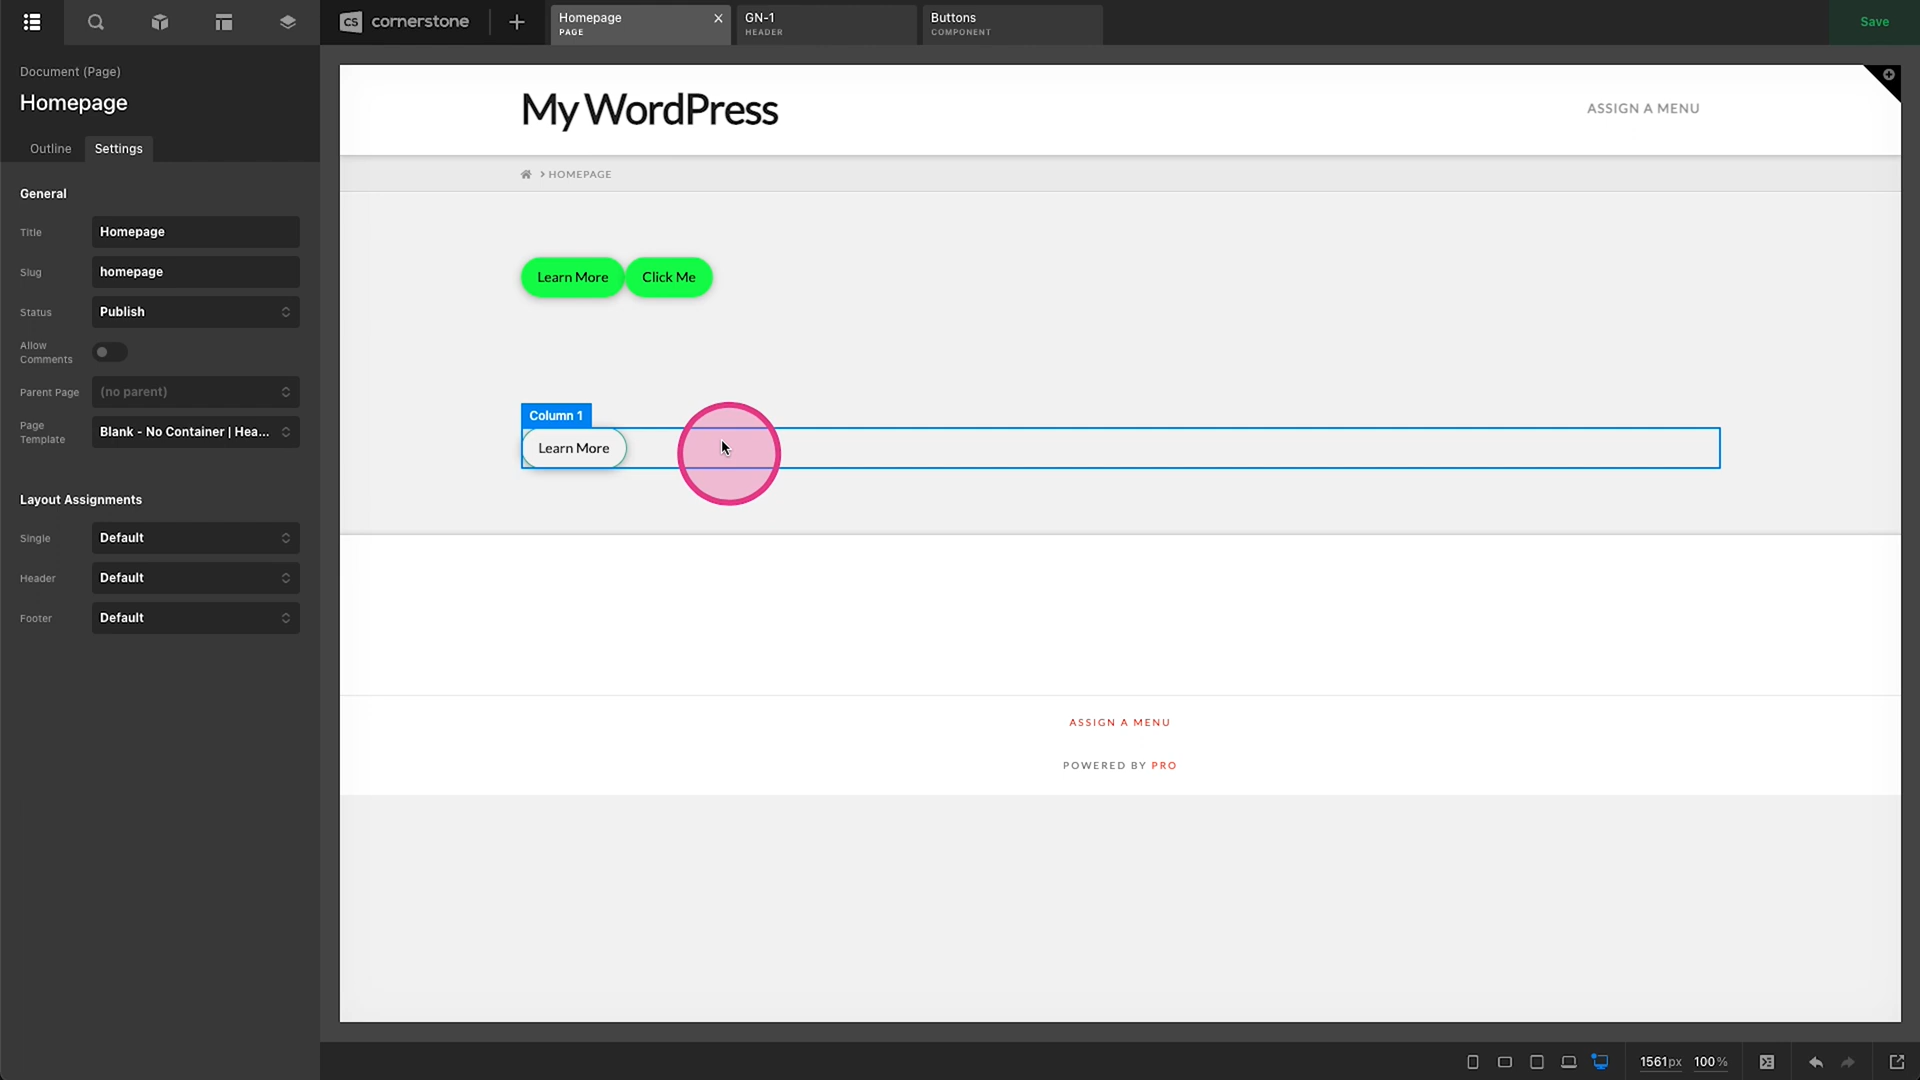 cs cornerstone
Homepage
PAGE
GN-1
HEADER
Buttons
COMPONENT
Save
Document (Page)
Homepage
Outline
Settings
General
Title
Homepage
Slug
homepage
Status
Publish
Allow
Comments
Parent Page
(no parent)
Page
Template
Blank - No Container | Hea...
Layout Assignments
Single
Default
Header
Default
Footer
Default
My WordPress
ASSIGN A MENU
HOMEPAGE
Learn More
Click Me
Column 1
Learn More
ASSIGN A MENU
POWERED BY PRO
1561px
100%